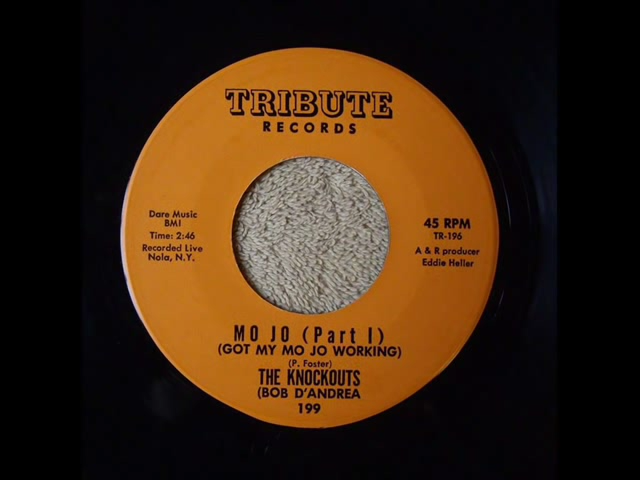 TRIBUTE
RECORDS
Dare Music
BMI
Time: 2:46
Recorded Live
Nola, N.Y.
45 RPM
TR-196
A & R producer
Eddie Heller
MO JO (Part I)
(GOT MY MO JO WORKING)
(P. Foster)
THE KNOCKOUTS
(BOB D'ANDREA
199